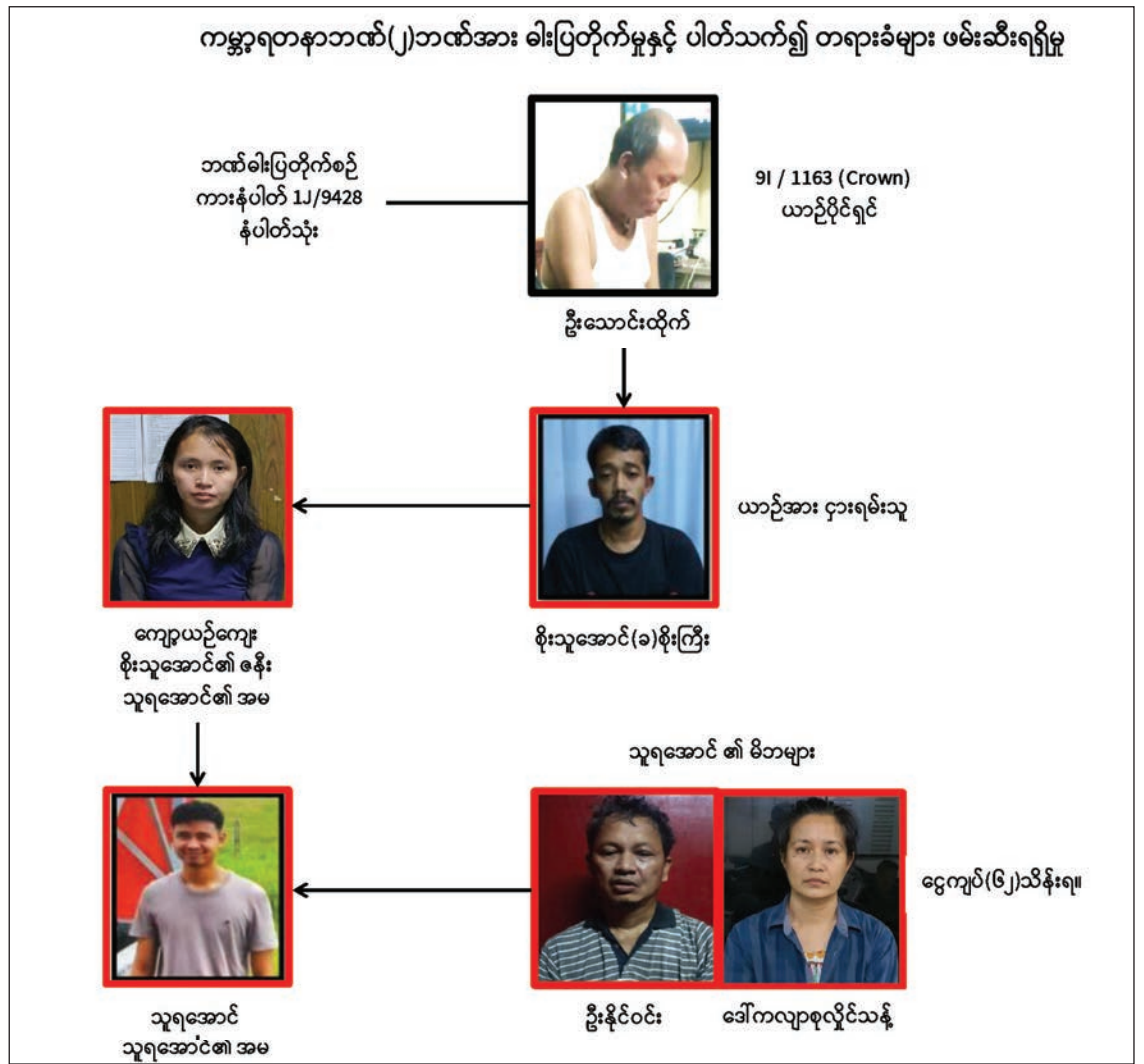 ကမ္ဘာ့ရတနာဘဏ်(၂)ဘဏ်အား ဓါးပြတိုက်မှုနှင့် ပါတ်သက်၍ တရားခံများ ဖမ်းဆီးရရှိမှု
ဘဏ်ဓါးပြတိုက်စဉ်
ကားနံပါတ် 1J/9428
နံပါတ်သုံး
9I / 1163 (Crown)
ယာဉ်ပိုင်ရှင်
ဦးသောင်းထိုက်
ယာဉ်အား ငှားရမ်းသူ
ကျော့ယဉ်ကျေး
စိုးသူအောင်၏ ဇနီး
သူရအောင်၏ အမ
စိုးသူအောင်(ခ)စိုးကြီး
သူရအောင် ၏ မိဘများ
ငွေကျပ်(၆၂)သိန်းရ။
သူရအောင်
သူရအောင်၏ အမ
ဦးနိုင်ဝင်း
ဒေါ်ကလျာစုလှိုင်သန့်